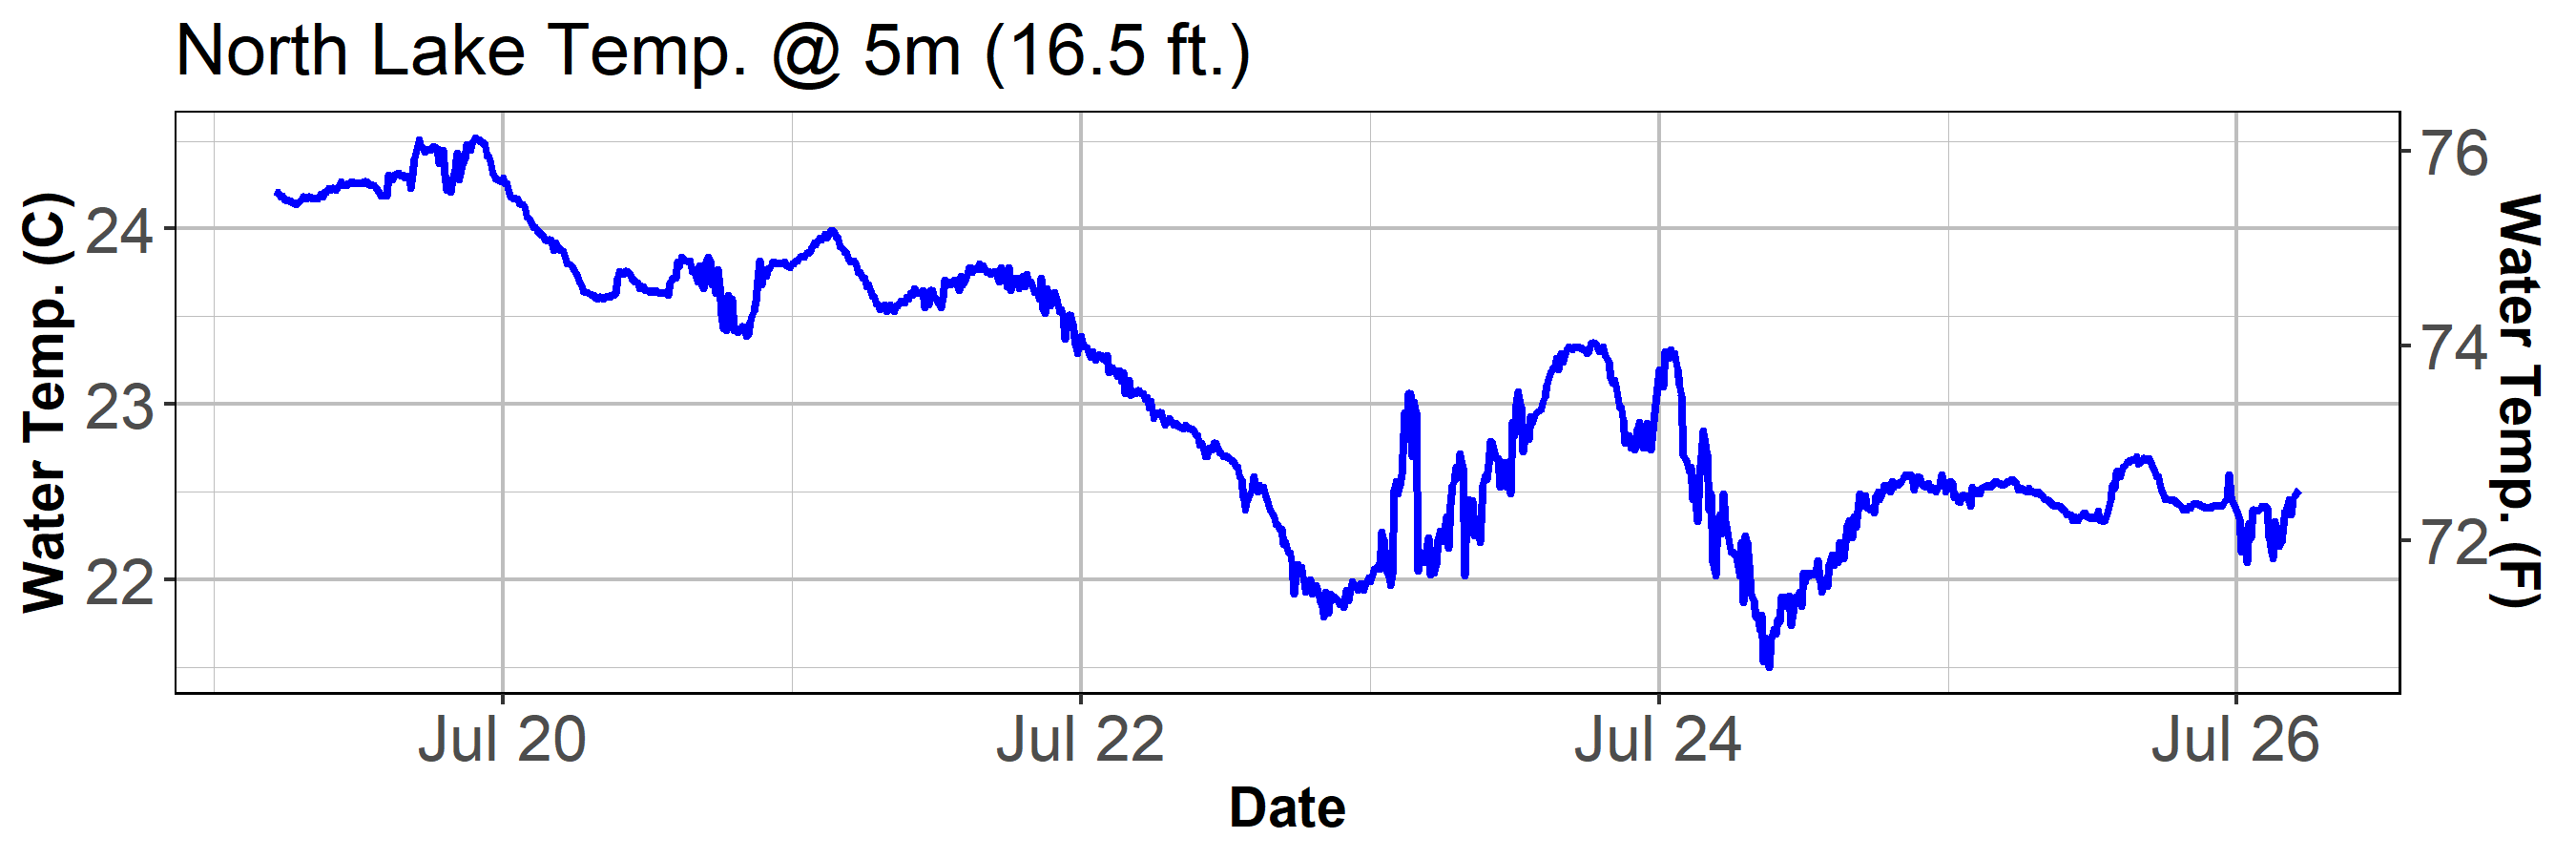 North Lake Temp. @ 5m (16.5 ft.)
Water Temp. (C)
24
23
22
76
74
72
Water Temp. (F)
Jul 20 Jul 22 Jul 24 Jul 26
Date